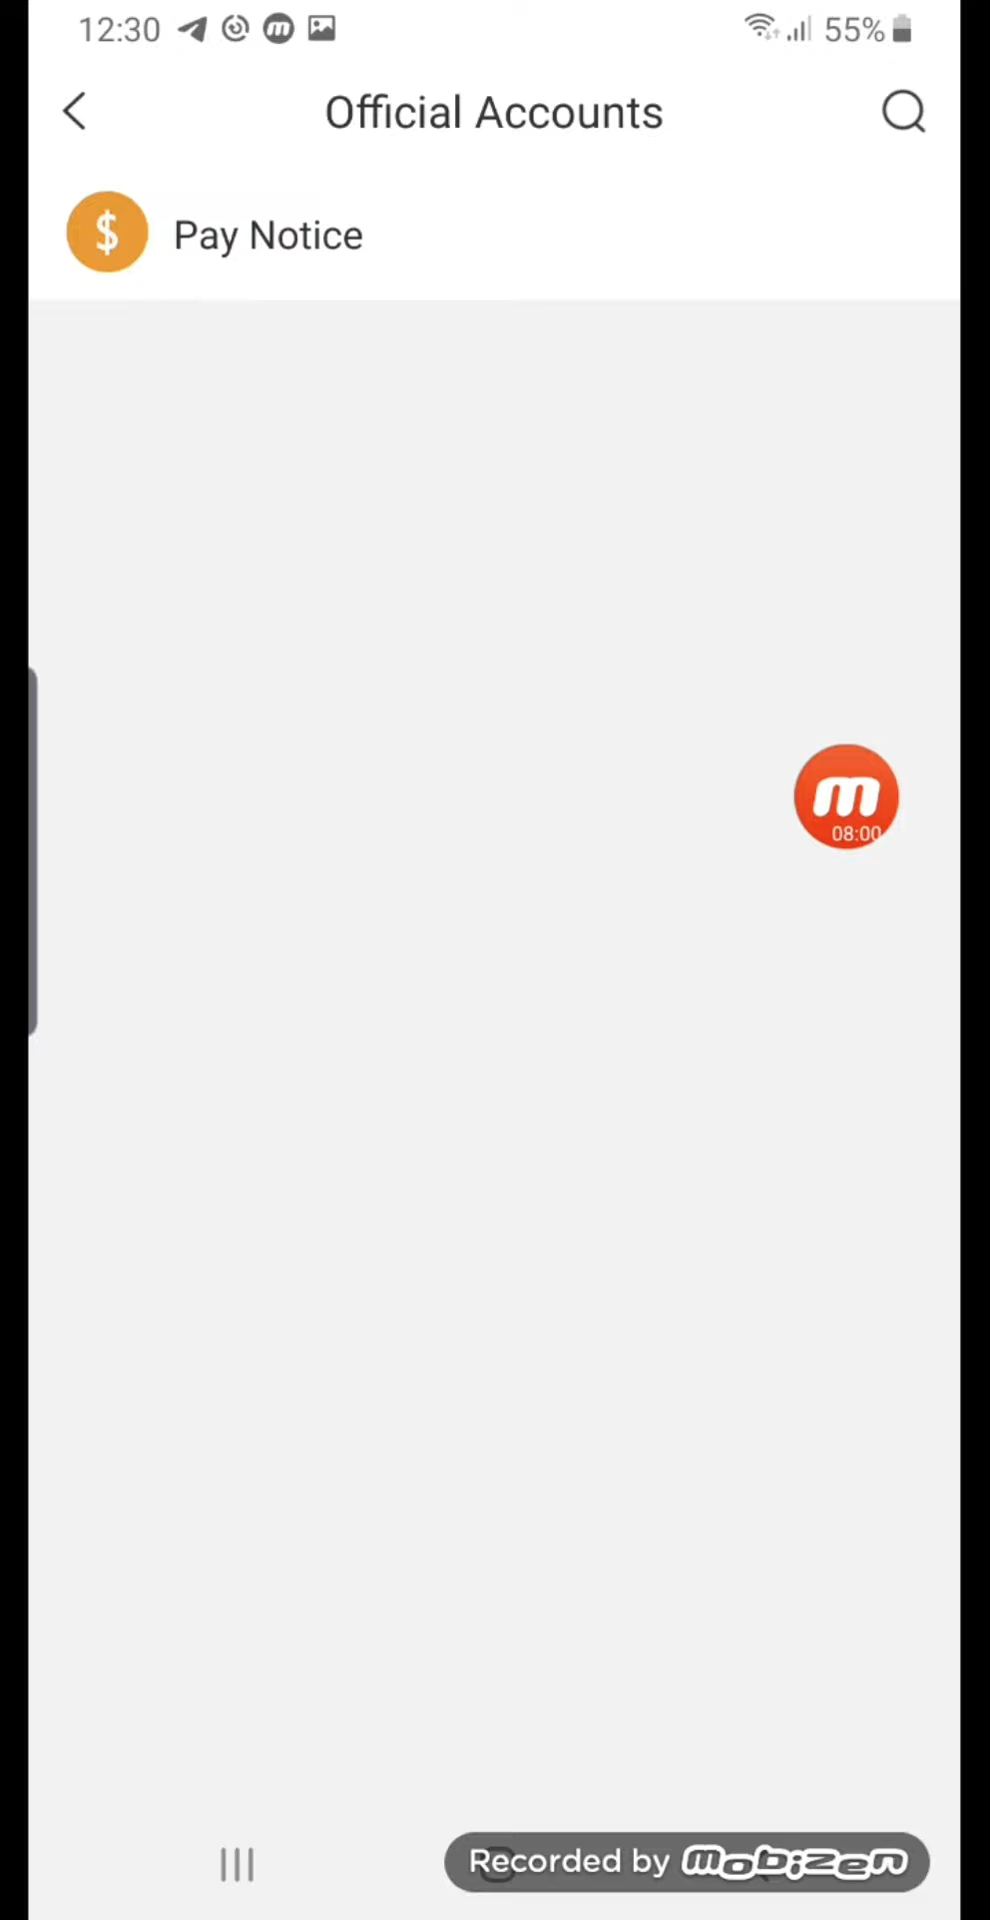 12:30 55%
Official Accounts
$ Pay Notice
m
08:00
Recorded by mobizen